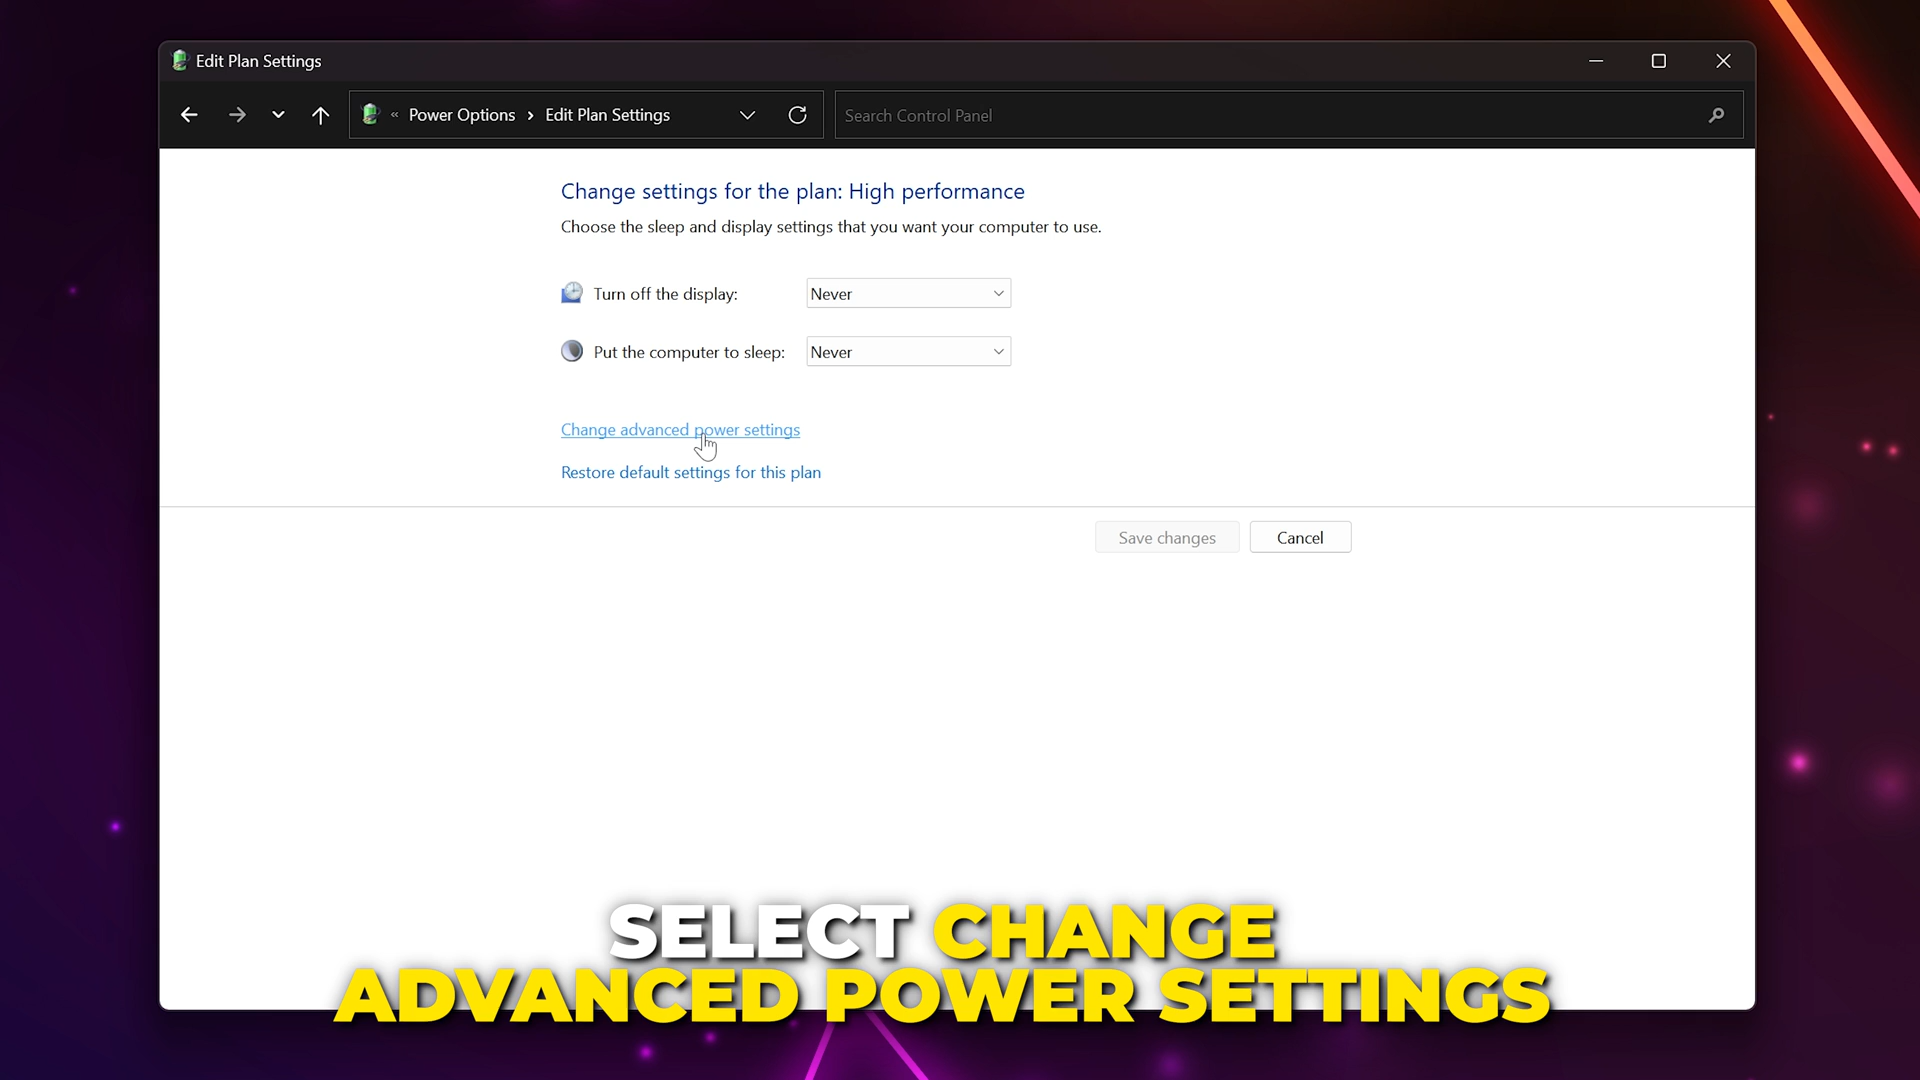 Edit Plan Settings
« Power Options › Edit Plan Settings
Search Control Panel
Change settings for the plan: High performance
Choose the sleep and display settings that you want your computer to use.
Turn off the display: Never
Put the computer to sleep: Never
Change advanced power settings
Restore default settings for this plan
Save changes Cancel
SELECT CHANGE
ADVANCED POWER SETTINGS